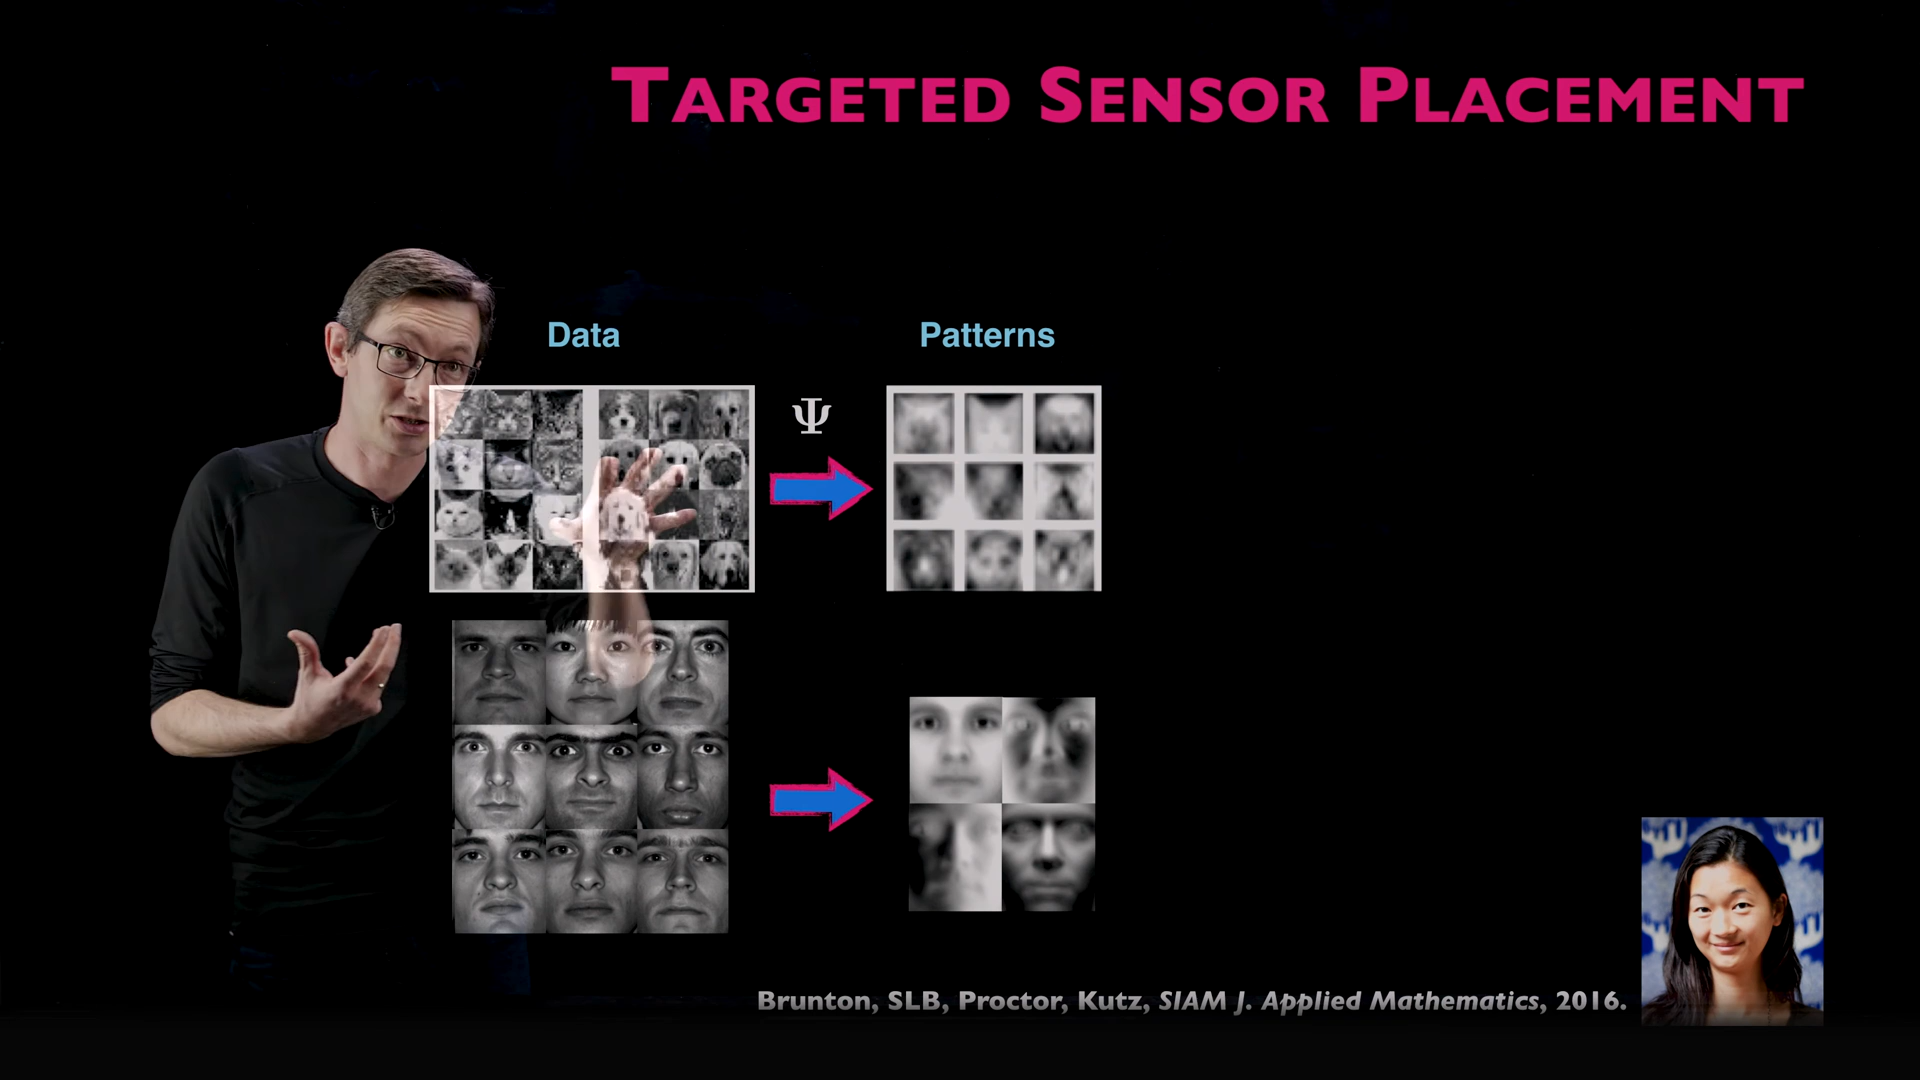 TARGETED SENSOR PLACEMENT
Data
Patterns
Ψ
Brunton, SLB, Proctor, Kutz, SIAM J. Applied Mathematics, 2016.